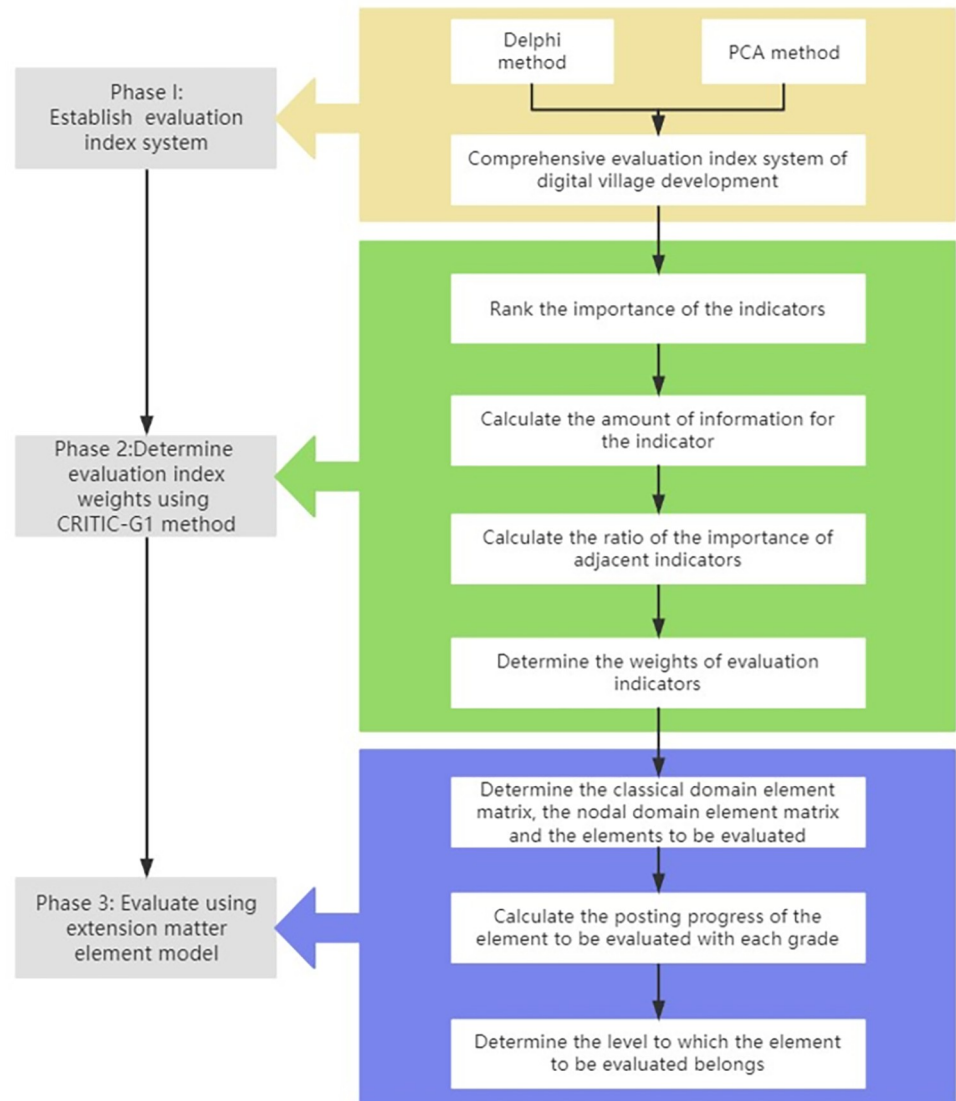 Delphi
method
PCA method
Phase I:
Establish evaluation
index system
Comprehensive evaluation index system of
digital village development
Rank the importance of the indicators
Calculate the amount of information for
the indicator
Phase 2:Determine
evaluation index
weights using
CRITIC-G1 method
Calculate the ratio of the importance of
adjacent indicators
Determine the weights of evaluation
indicators
Determine the classical domain element
matrix, the nodal domain element matrix
and the elements to be evaluated
Phase 3: Evaluate using
extension matter
element model
Calculate the posting progress of the
element to be evaluated with each grade
Determine the level to which the element
to be evaluated belongs